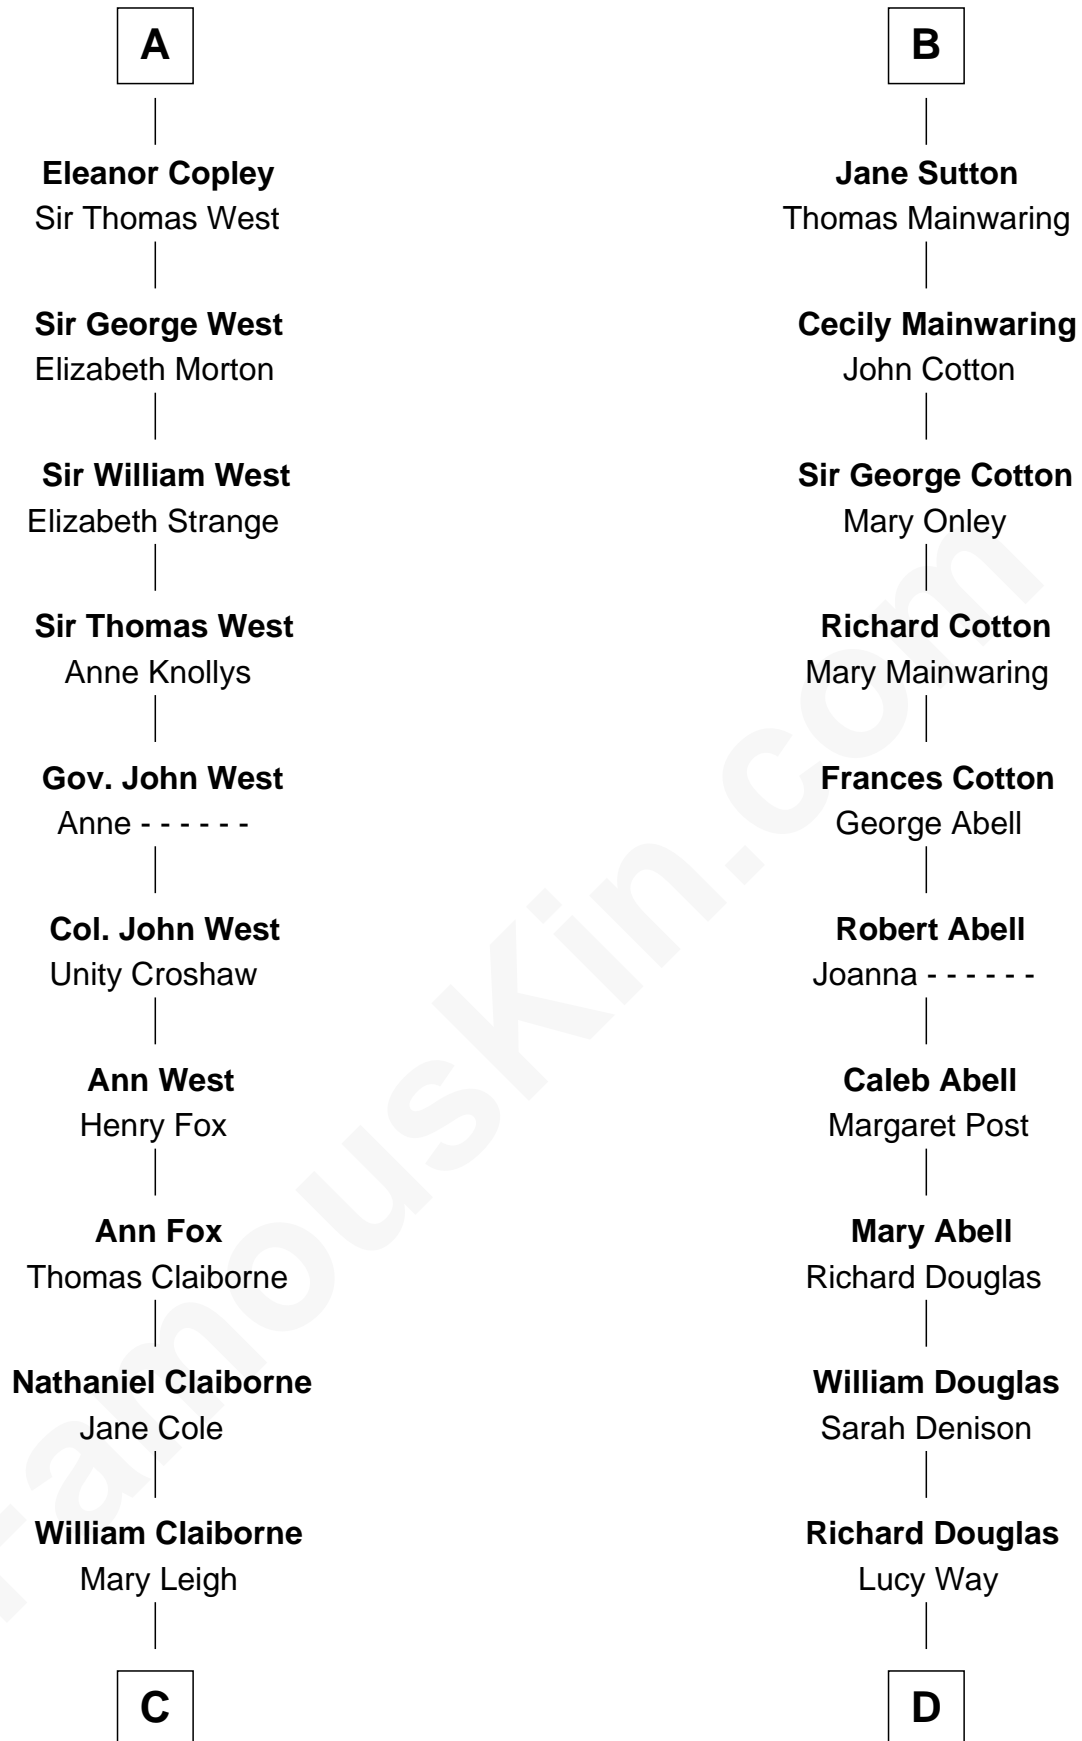 A
Eleanor Copley
Sir Thomas West
Sir George West
Elizabeth Morton
Sir William West
Elizabeth Strange
Sir Thomas West
Anne Knollys
Gov. John West
Anne - - - - - -
Col. John West
Unity Croshaw
Ann West
Henry Fox
Ann Fox
Thomas Claiborne
Nathaniel Claiborne
Jane Cole
William Claiborne
Mary Leigh
C
B
Jane Sutton
Thomas Mainwaring
Cecily Mainwaring
John Cotton
Sir George Cotton
Mary Onley
Richard Cotton
Mary Mainwaring
Frances Cotton
George Abell
Robert Abell
Joanna - - - - - -
Caleb Abell
Margaret Post
Mary Abell
Richard Douglas
William Douglas
Sarah Denison
Richard Douglas
Lucy Way
D
FamousKin.com